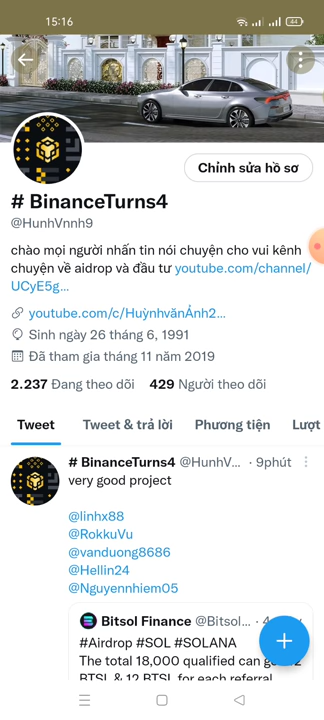 15:16
44
Chỉnh sửa hồ sơ
# BinanceTurns4
@HunhVnnh9
chào mọi người nhấn tin nói chuyện cho vui kênh
chuyện về aidrop và đầu tư youtube.com/channel/
UCyE5g...
youtube.com/c/HuỳnhvănẢnh2...
Sinh ngày 26 tháng 6, 1991
Đã tham gia tháng 11 năm 2019
2.237 Đang theo dõi 429 Người theo dõi
Tweet Tweet & trả lời Phương tiện Lượt
# BinanceTurns4 @HunhV... · 9phút
very good project
@linhx88
@RokkuVu
@vanduong8686
@Hellin24
@Nguyennhiem05
Bitsol Finance @Bitsol...
#Airdrop #SOL #SOLANA
The total 18,000 qualified can
BTSL & 12 BTSL for each referral